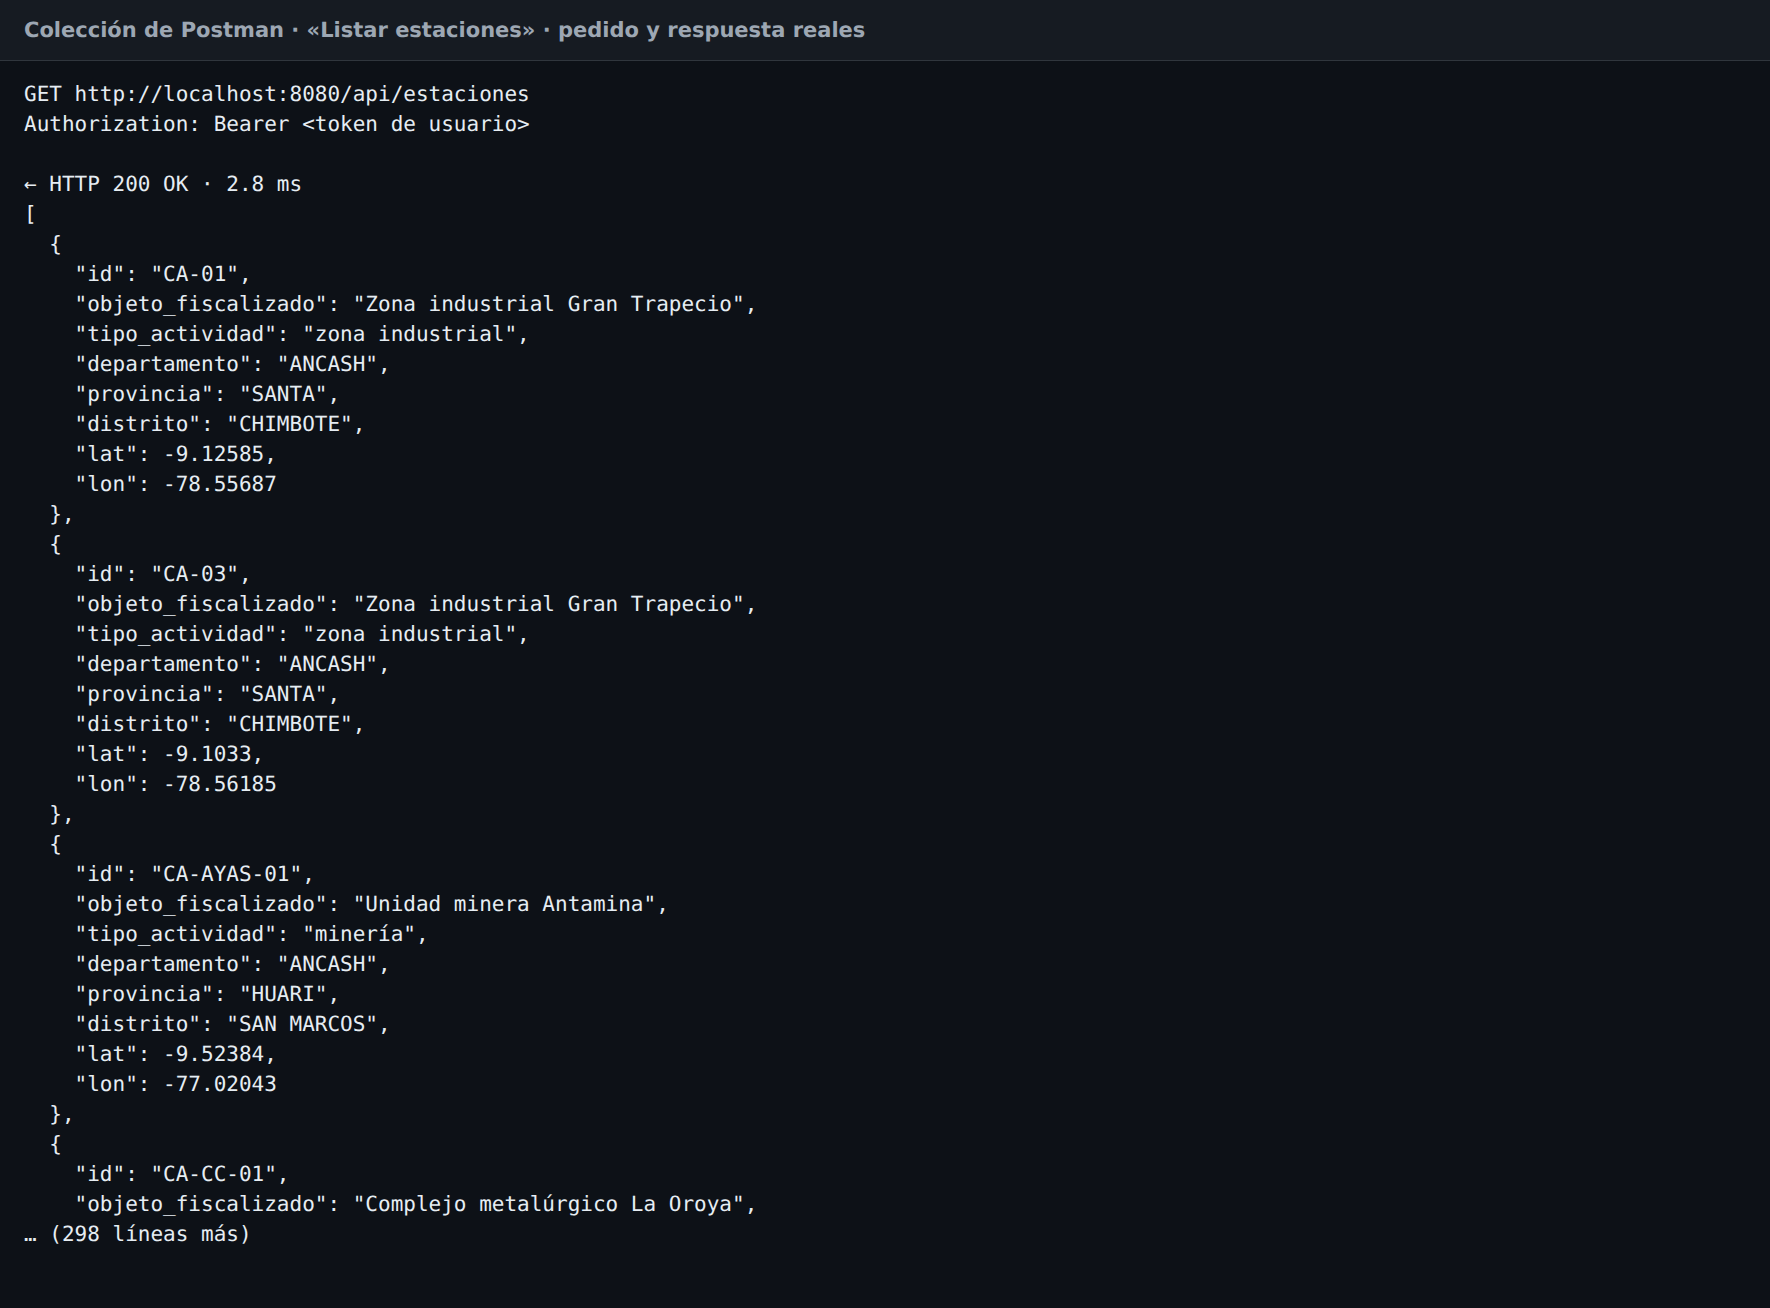 Colección de Postman · «Listar estaciones» · pedido y respuesta reales
GET http://localhost:8080/api/estaciones
Authorization: Bearer <token de usuario>
← HTTP 200 OK · 2.8 ms
[
  {
    "id": "CA-01",
    "objeto_fiscalizado": "Zona industrial Gran Trapecio",
    "tipo_actividad": "zona industrial",
    "departamento": "ANCASH",
    "provincia": "SANTA",
    "distrito": "CHIMBOTE",
    "lat": -9.12585,
    "lon": -78.55687
  },
  {
    "id": "CA-03",
    "objeto_fiscalizado": "Zona industrial Gran Trapecio",
    "tipo_actividad": "zona industrial",
    "departamento": "ANCASH",
    "provincia": "SANTA",
    "distrito": "CHIMBOTE",
    "lat": -9.1033,
    "lon": -78.56185
  },
  {
    "id": "CA-AYAS-01",
    "objeto_fiscalizado": "Unidad minera Antamina",
    "tipo_actividad": "minería",
    "departamento": "ANCASH",
    "provincia": "HUARI",
    "distrito": "SAN MARCOS",
    "lat": -9.52384,
    "lon": -77.02043
  },
  {
    "id": "CA-CC-01",
    "objeto_fiscalizado": "Complejo metalúrgico La Oroya",
… (298 líneas más)